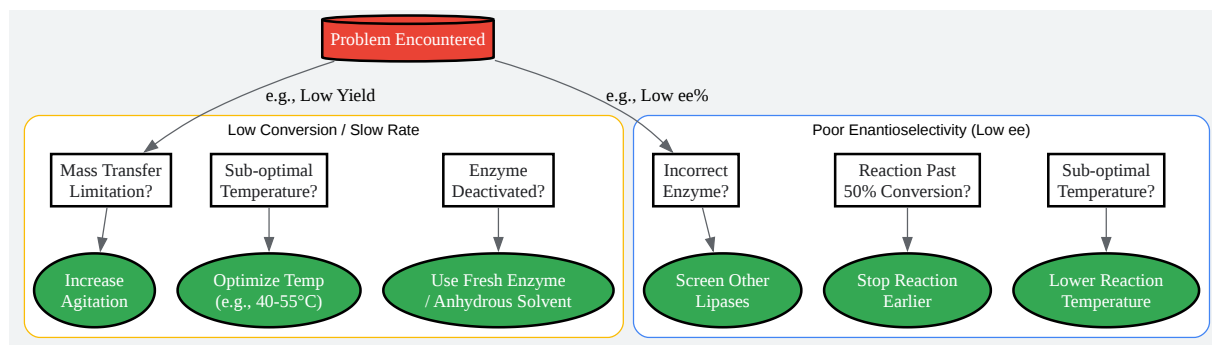 Problem Encountered
e.g., Low Yield
e.g., Low ee%
Low Conversion / Slow Rate
Mass Transfer
Limitation?
Sub-optimal
Temperature?
Enzyme
Deactivated?
Increase
Agitation
Optimize Temp
(e.g., 40-55°C)
Use Fresh Enzyme
/ Anhydrous Solvent
Poor Enantioselectivity (Low ee)
Incorrect
Enzyme?
Reaction Past
50% Conversion?
Sub-optimal
Temperature?
Screen Other
Lipases
Stop Reaction
Earlier
Lower Reaction
Temperature